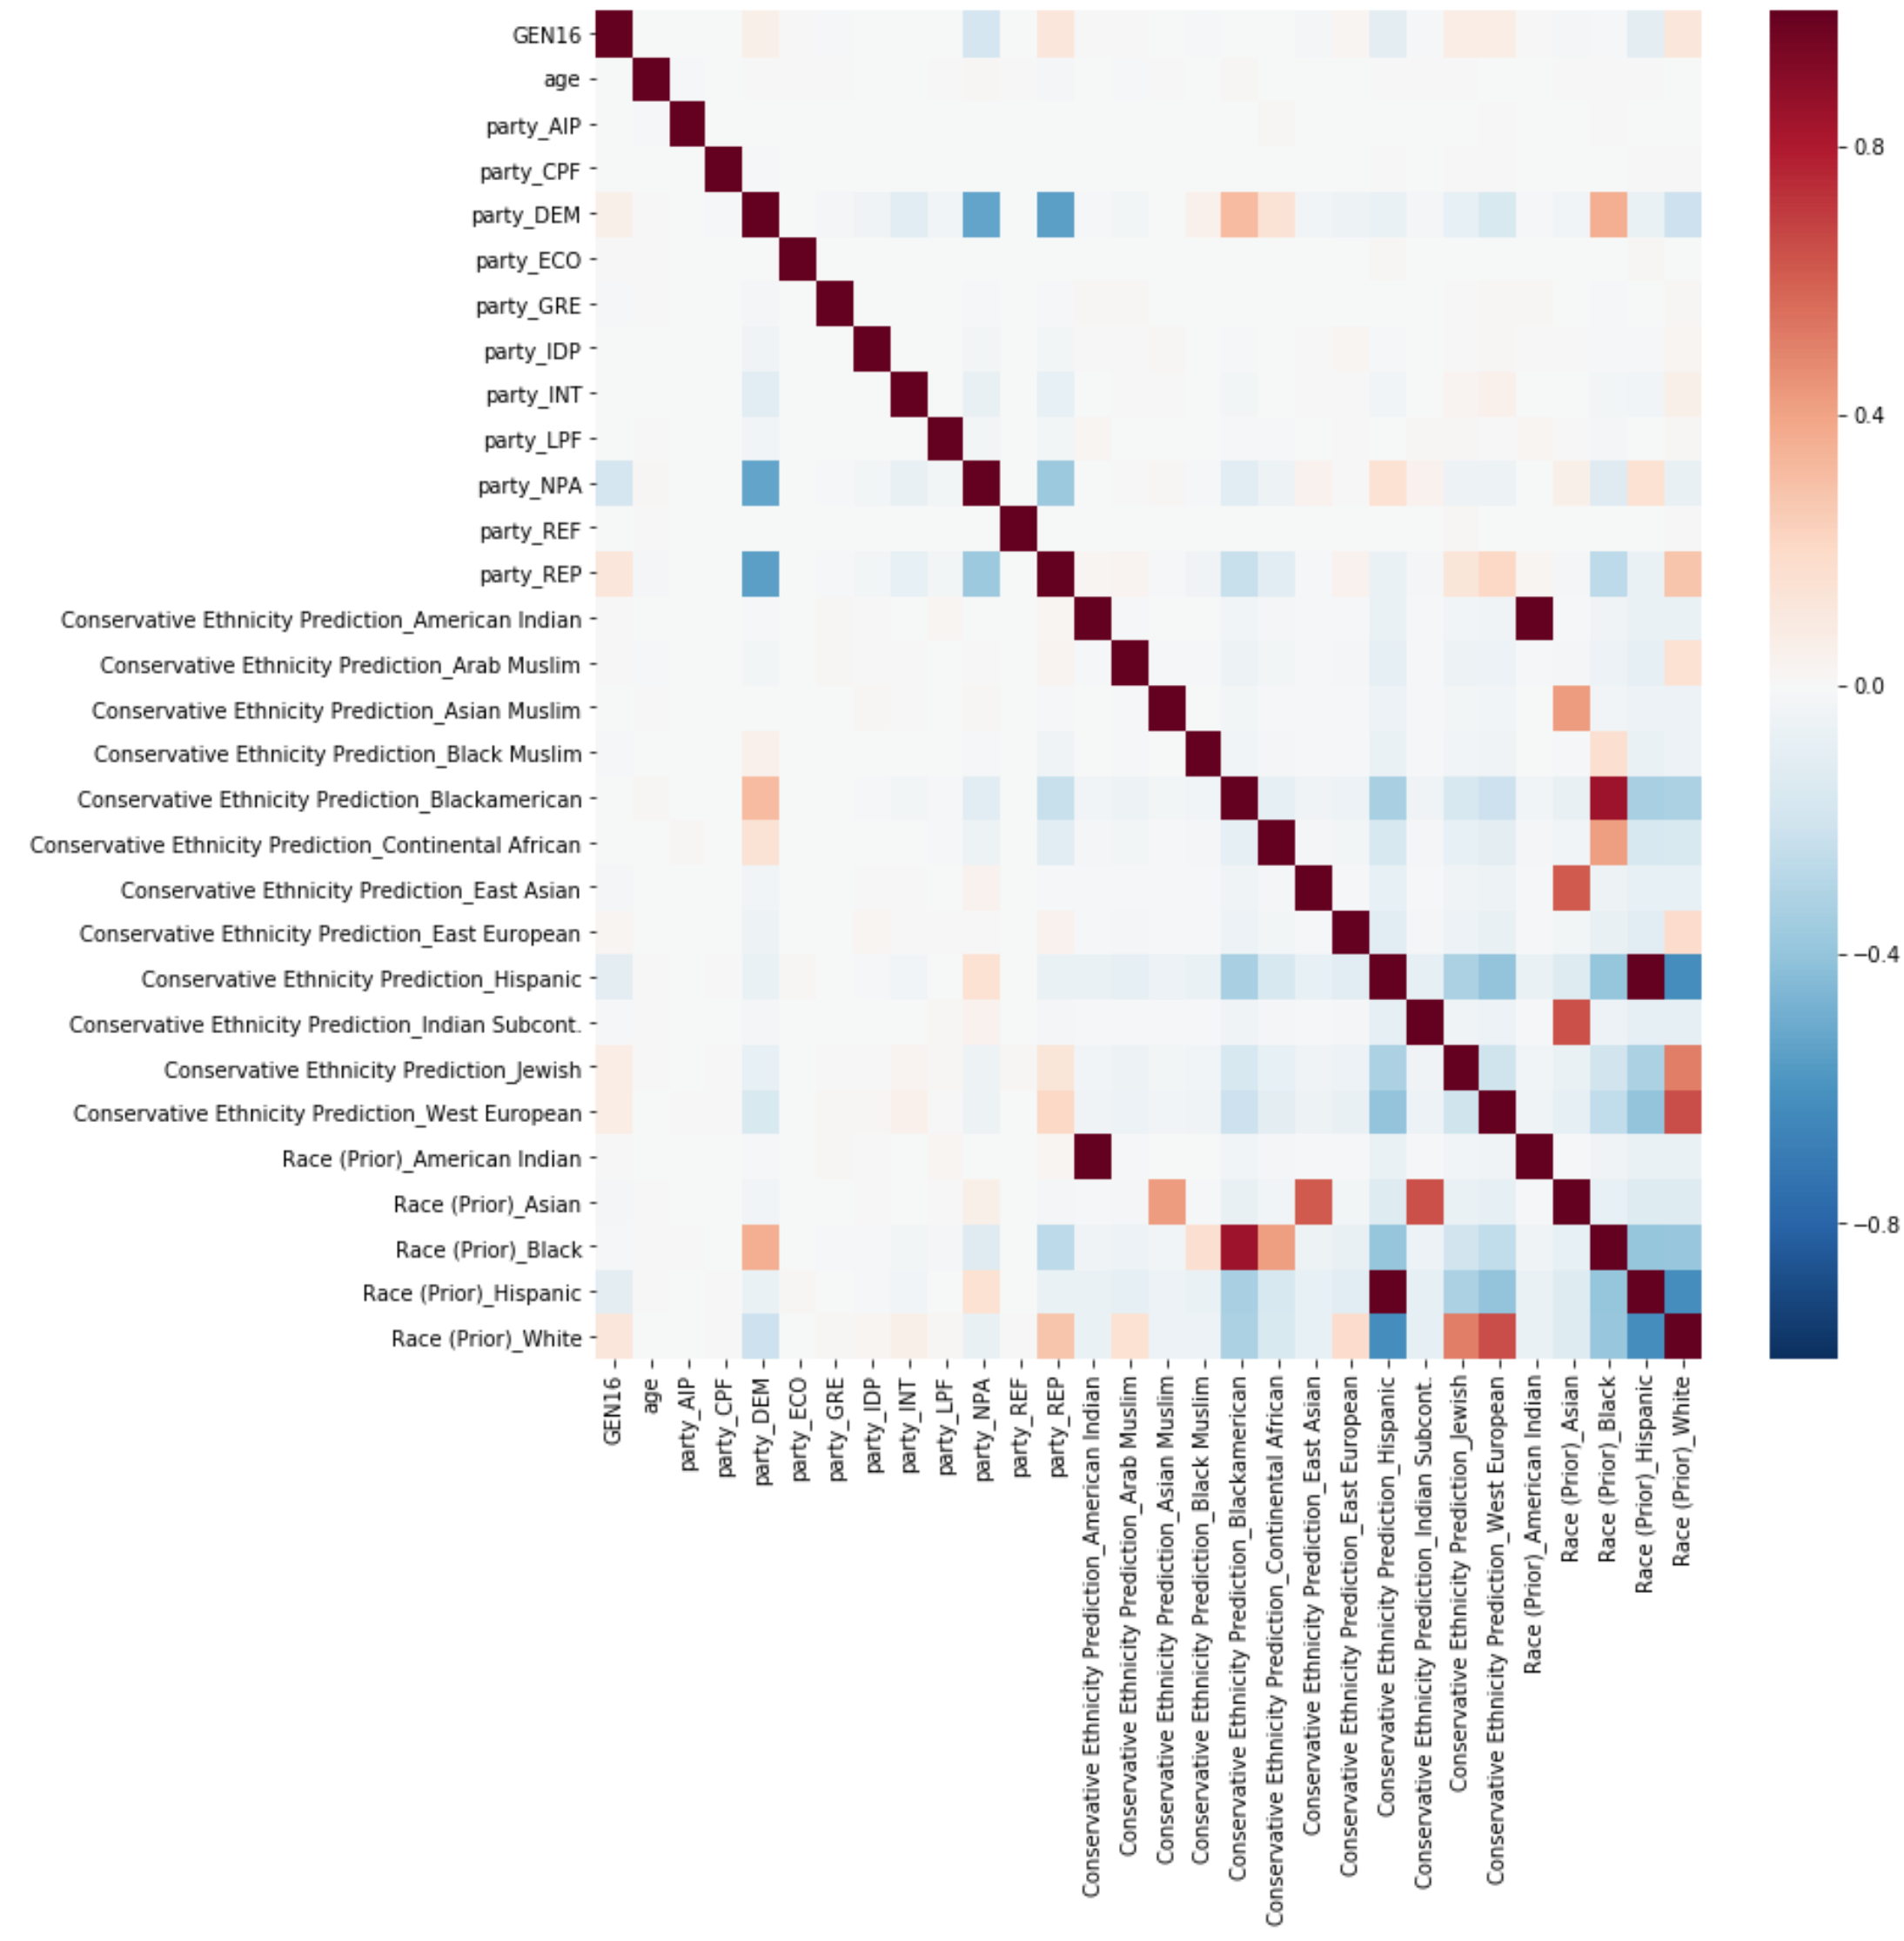 GEN16
age
party_AIP
party_CPF
party_DEM
party_ECO
party_GRE
party_IDP
party_INT
party_LPF
party_NPA
party_REF
party_REP
Conservative Ethnicity Prediction_American Indian
Conservative Ethnicity Prediction_Arab Muslim
Conservative Ethnicity Prediction_Asian Muslim
Conservative Ethnicity Prediction_Black Muslim
Conservative Ethnicity Prediction_Blackamerican
Conservative Ethnicity Prediction_Continental African
Conservative Ethnicity Prediction_East Asian
Conservative Ethnicity Prediction_East European
Conservative Ethnicity Prediction_Hispanic
Conservative Ethnicity Prediction_Indian Subcont.
Conservative Ethnicity Prediction_Jewish
Conservative Ethnicity Prediction_West European
Race (Prior)_American Indian
Race (Prior)_Asian
Race (Prior)_Black
Race (Prior)_Hispanic
Race (Prior)_White
GEN16
age
party_AIP
party_CPF
party_DEM
party_ECO
party_GRE
party_IDP
party_INT
party_LPF
party_NPA
party_REF
party_REP
Conservative Ethnicity Prediction_American Indian
Conservative Ethnicity Prediction_Arab Muslim
Conservative Ethnicity Prediction_Asian Muslim
Conservative Ethnicity Prediction_Black Muslim
Conservative Ethnicity Prediction_Blackamerican
Conservative Ethnicity Prediction_Continental African
Conservative Ethnicity Prediction_East Asian
Conservative Ethnicity Prediction_East European
Conservative Ethnicity Prediction_Hispanic
Conservative Ethnicity Prediction_Indian Subcont.
Conservative Ethnicity Prediction_Jewish
Conservative Ethnicity Prediction_West European
Race (Prior)_American Indian
Race (Prior)_Asian
Race (Prior)_Black
Race (Prior)_Hispanic
Race (Prior)_White
0.8
0.4
0.0
−0.4
−0.8